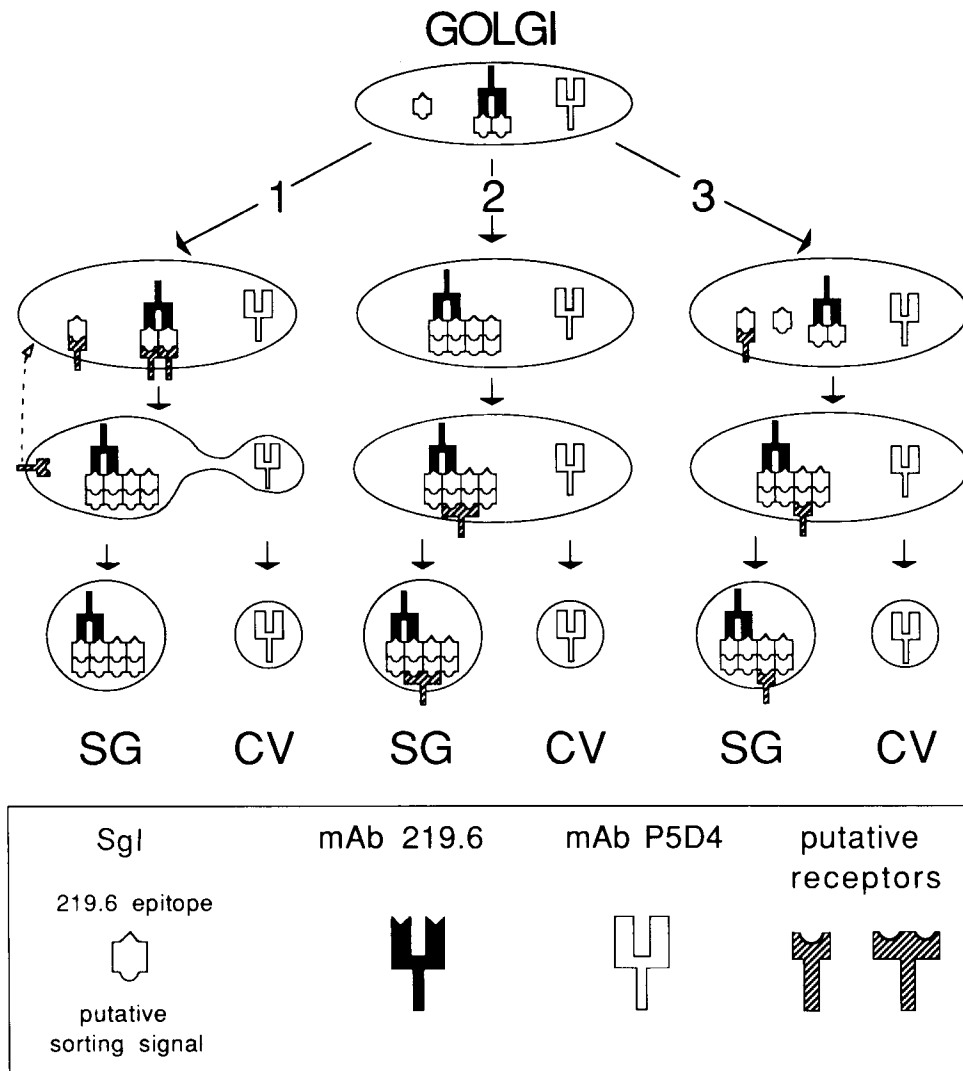 GOLGI
1
2
3
SG
CV
SG
CV
SG
CV
SgI
mAb 219.6
mAb P5D4
putative
receptors
219.6 epitope
putative
sorting signal